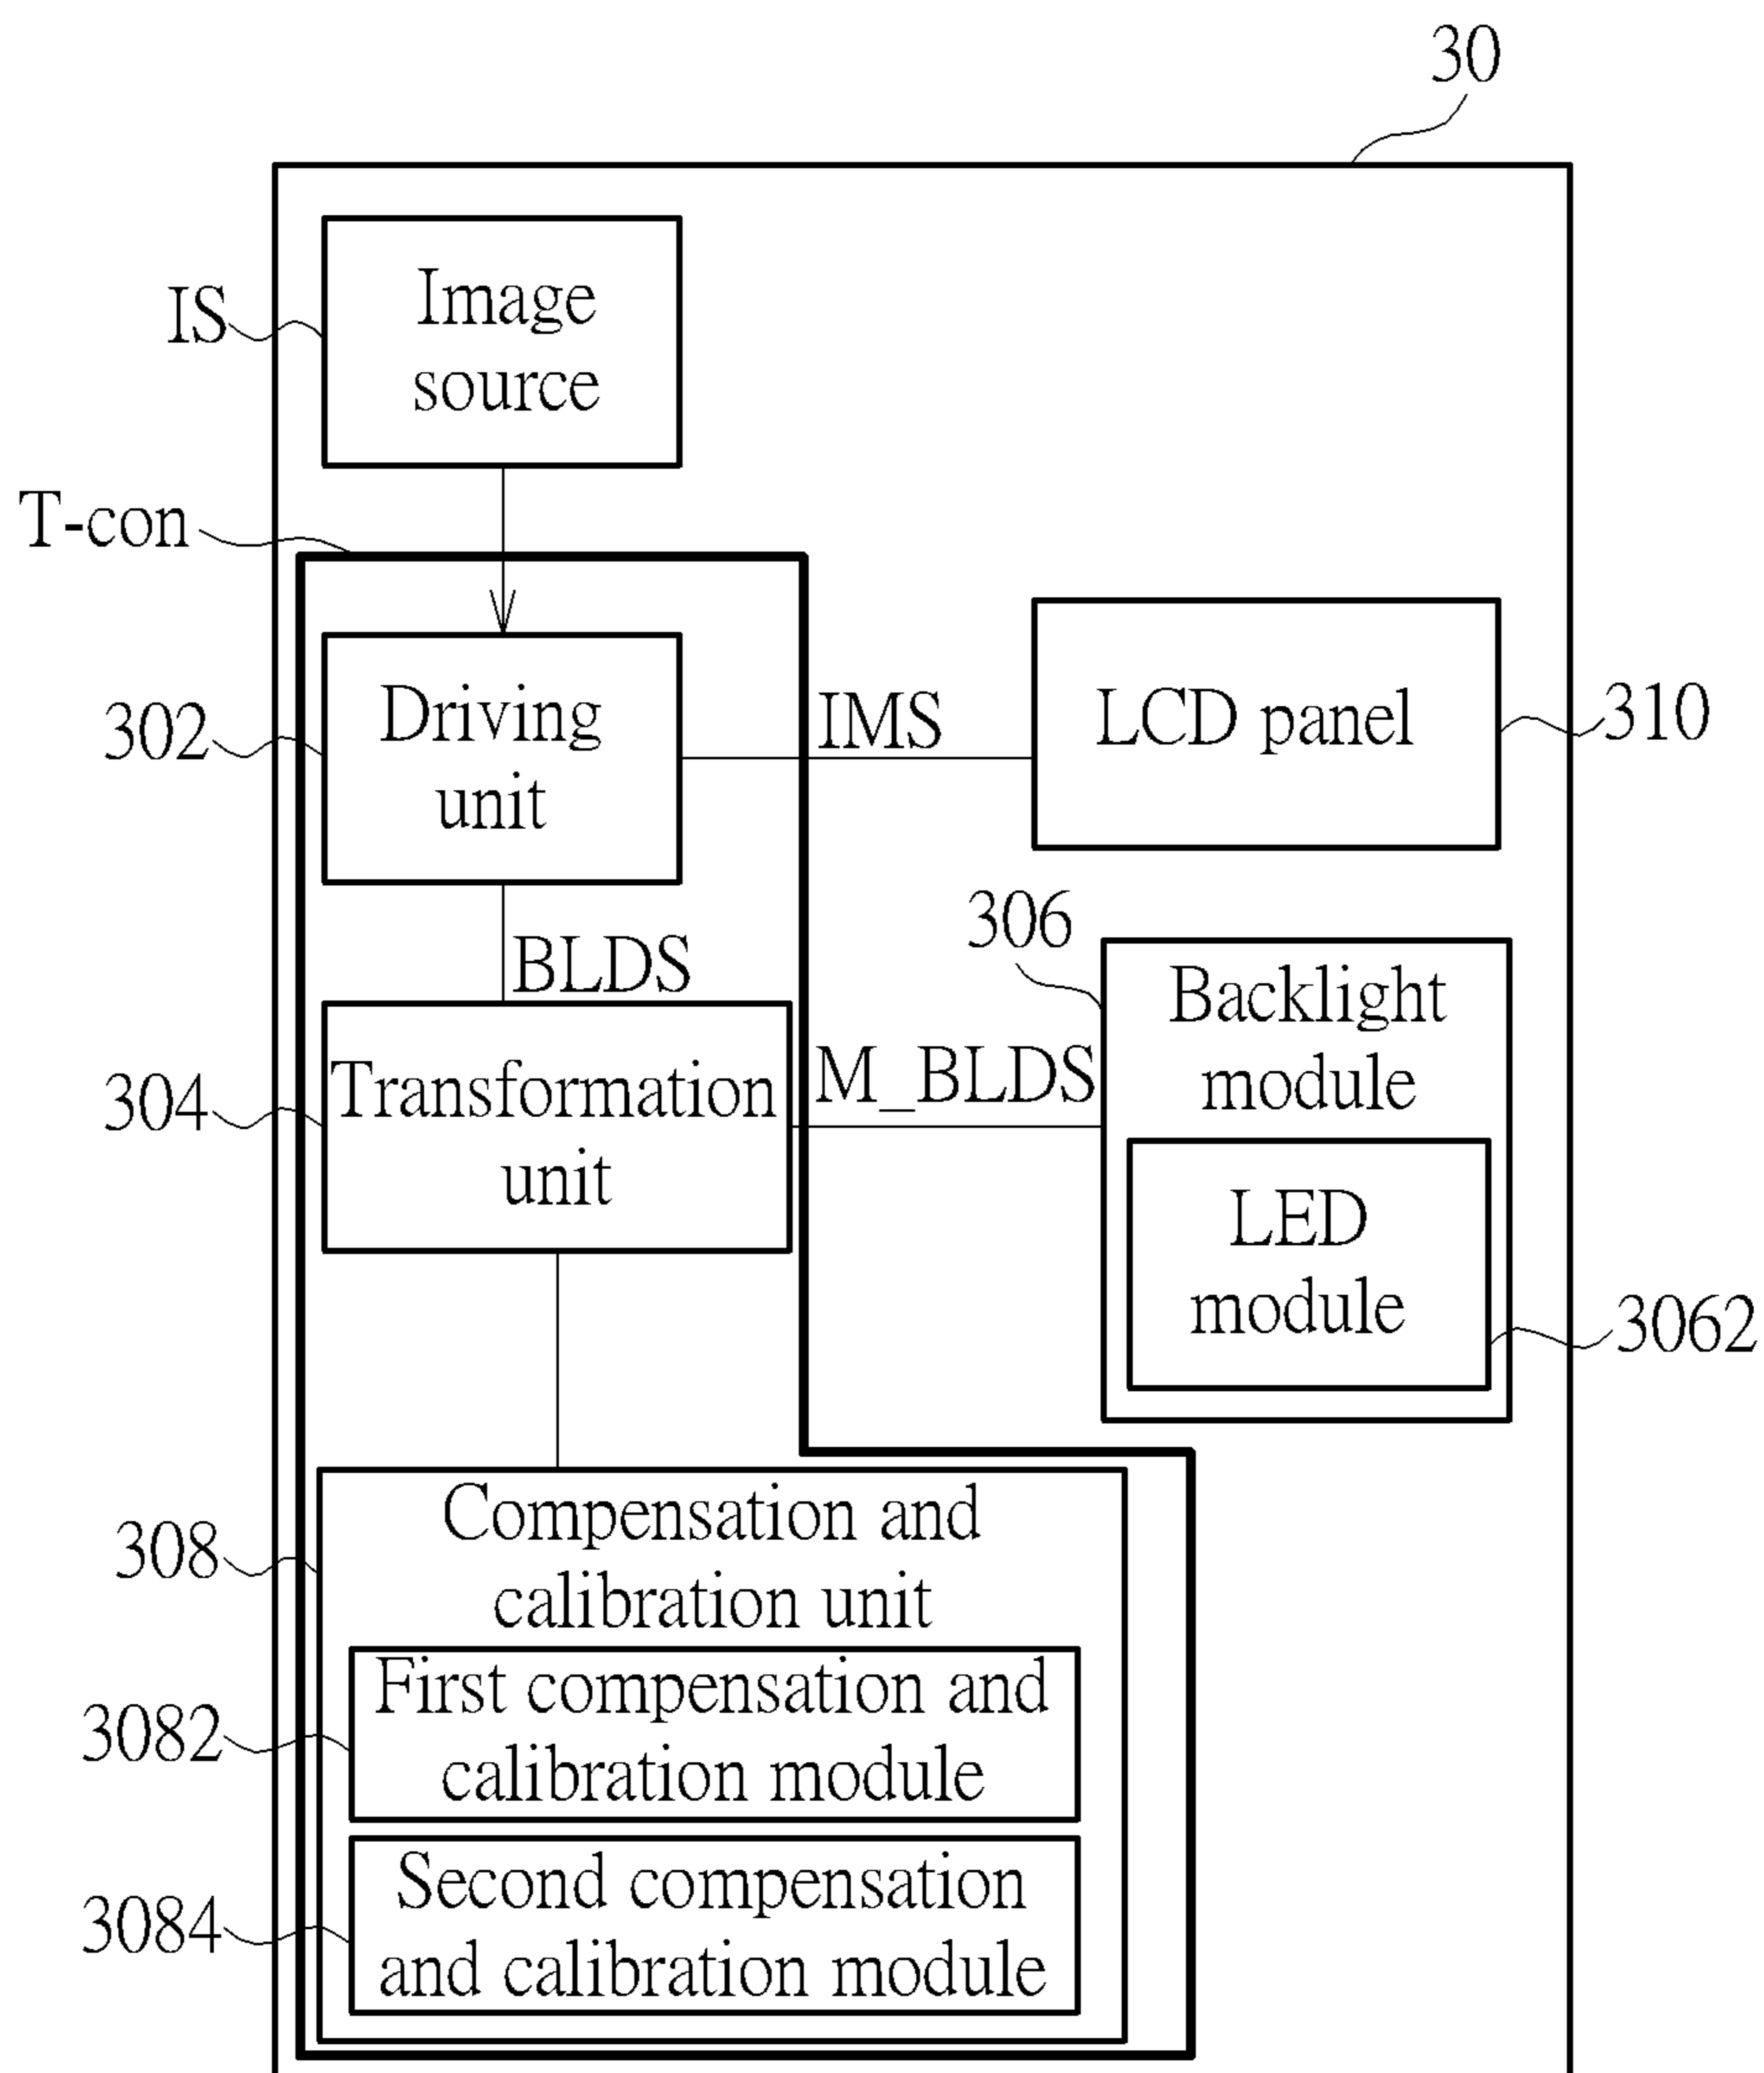 30
IS
Image
source
T-con
302
Driving
unit
IMS
LCD panel
310
BLDS
306
Backlight
module
304
Transformation
unit
M_BLDS
LED
module
3062
308
Compensation and
calibration unit
3082
First compensation and
calibration module
3084
Second compensation
and calibration module